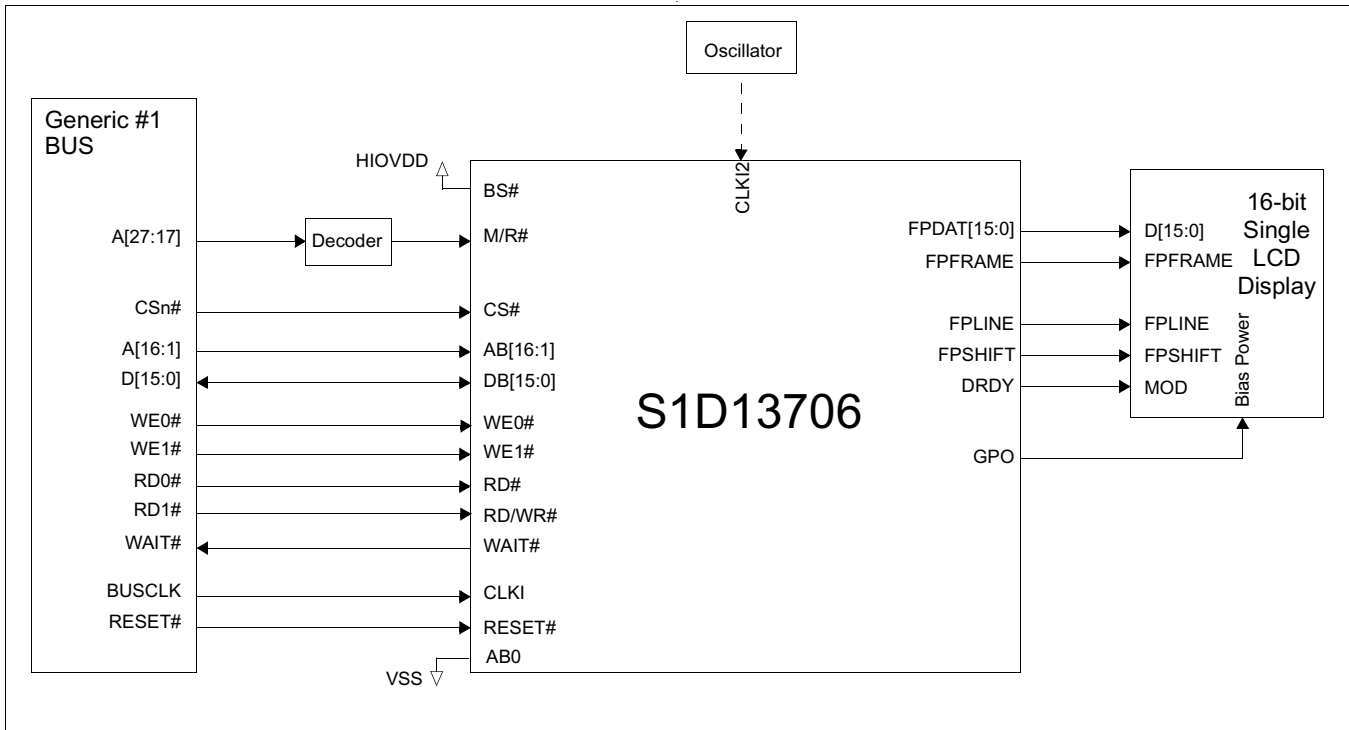 Oscillator
Generic #1
BUS
HIOVDD
BS#
CLKI2
16-bit
Single
LCD
Display
A[27:17]
Decoder
M/R#
FPDAT[15:0]
D[15:0]
FPFRAME
FPFRAME
CSn#
CS#
FPLINE
FPLINE
A[16:1]
AB[16:1]
FPSHIFT
FPSHIFT
Bias Power
D[15:0]
DB[15:0]
DRDY
MOD
S1D13706
WE0#
WE0#
WE1#
WE1#
GPO
RD0#
RD#
RD1#
RD/WR#
WAIT#
WAIT#
BUSCLK
CLKI
RESET#
RESET#
AB0
VSS